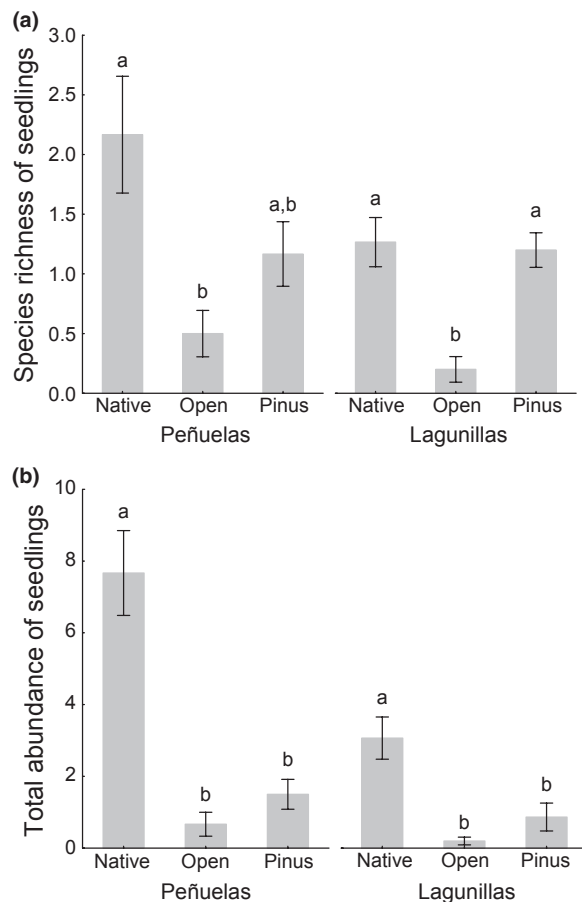 (a)
Species richness of seedlings
3.0
2.5
2.0
1.5
1.0
0.5
0.0
a
b
a,b
a
b
a
Native Open Pinus Native Open Pinus
Peñuelas Lagunillas
(b)
Total abundance of seedlings
10
8
6
4
2
0
a
b
b
a
b
b
Native Open Pinus Native Open Pinus
Peñuelas Lagunillas